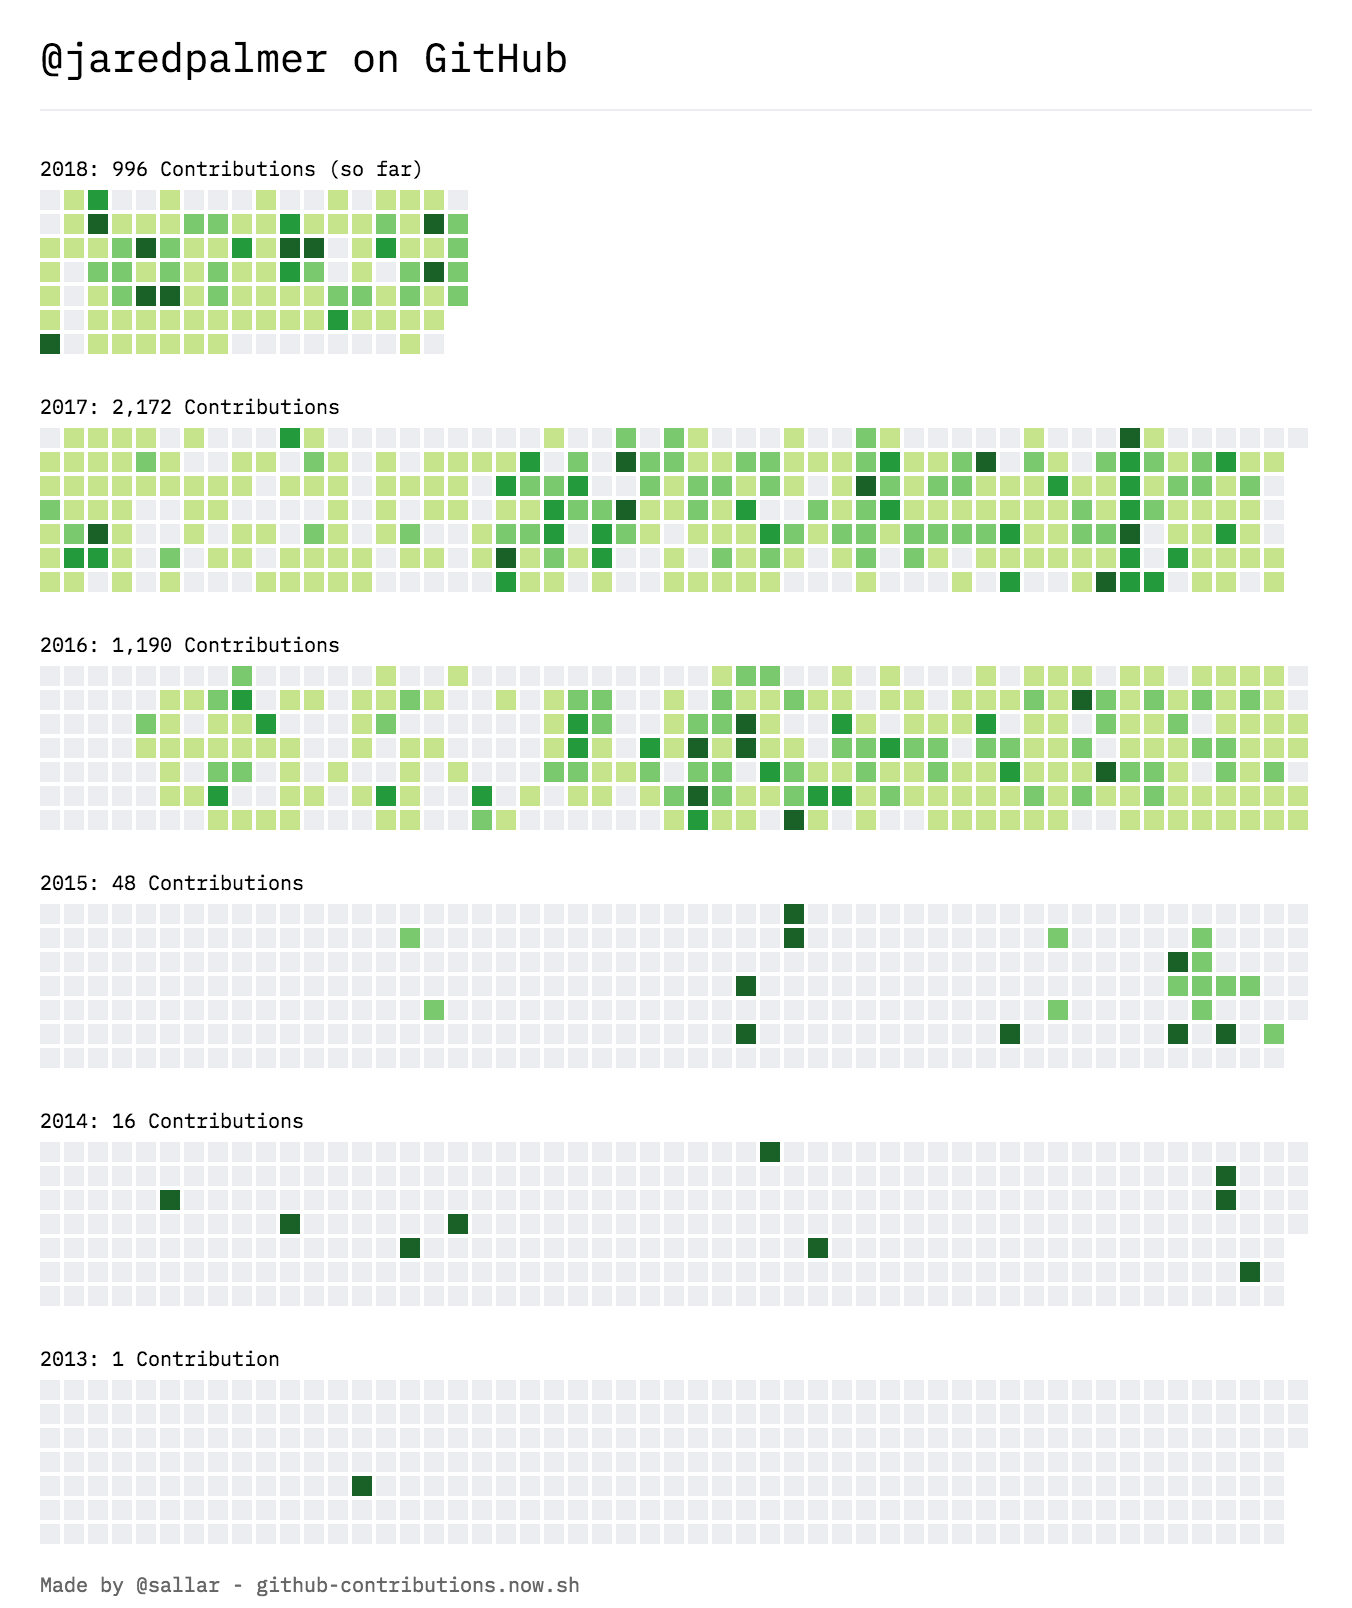 @jaredpalmer on GitHub
2018: 996 Contributions (so far)
2017: 2,172 Contributions
2016: 1,190 Contributions
2015: 48 Contributions
2014: 16 Contributions
2013: 1 Contribution
Made by @sallar - github-contributions.now.sh